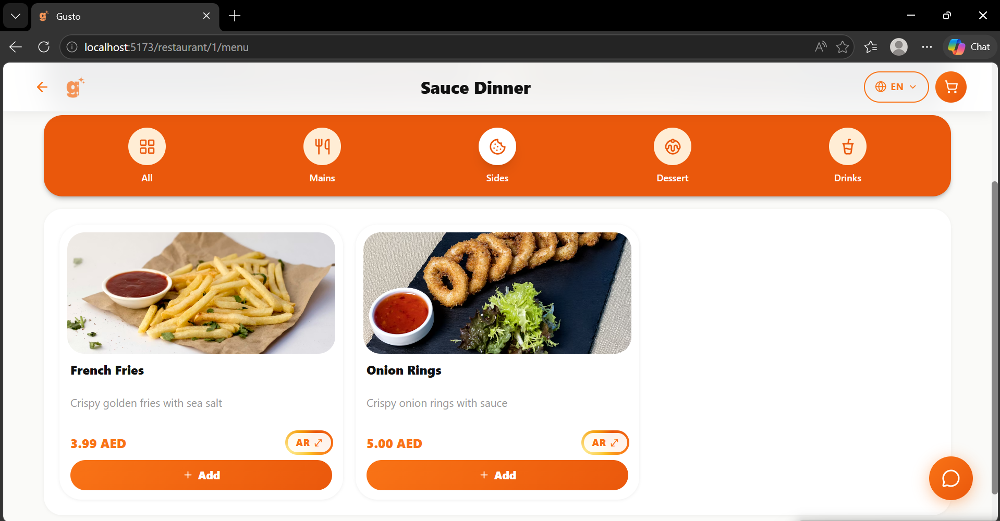 Gusto
localhost:5173/restaurant/1/menu
Chat
g
Sauce Dinner
EN
All
Mains
Sides
Dessert
Drinks
French Fries
Crispy golden fries with sea salt
3.99 AED
AR
+ Add
Onion Rings
Crispy onion rings with sauce
5.00 AED
AR
+ Add